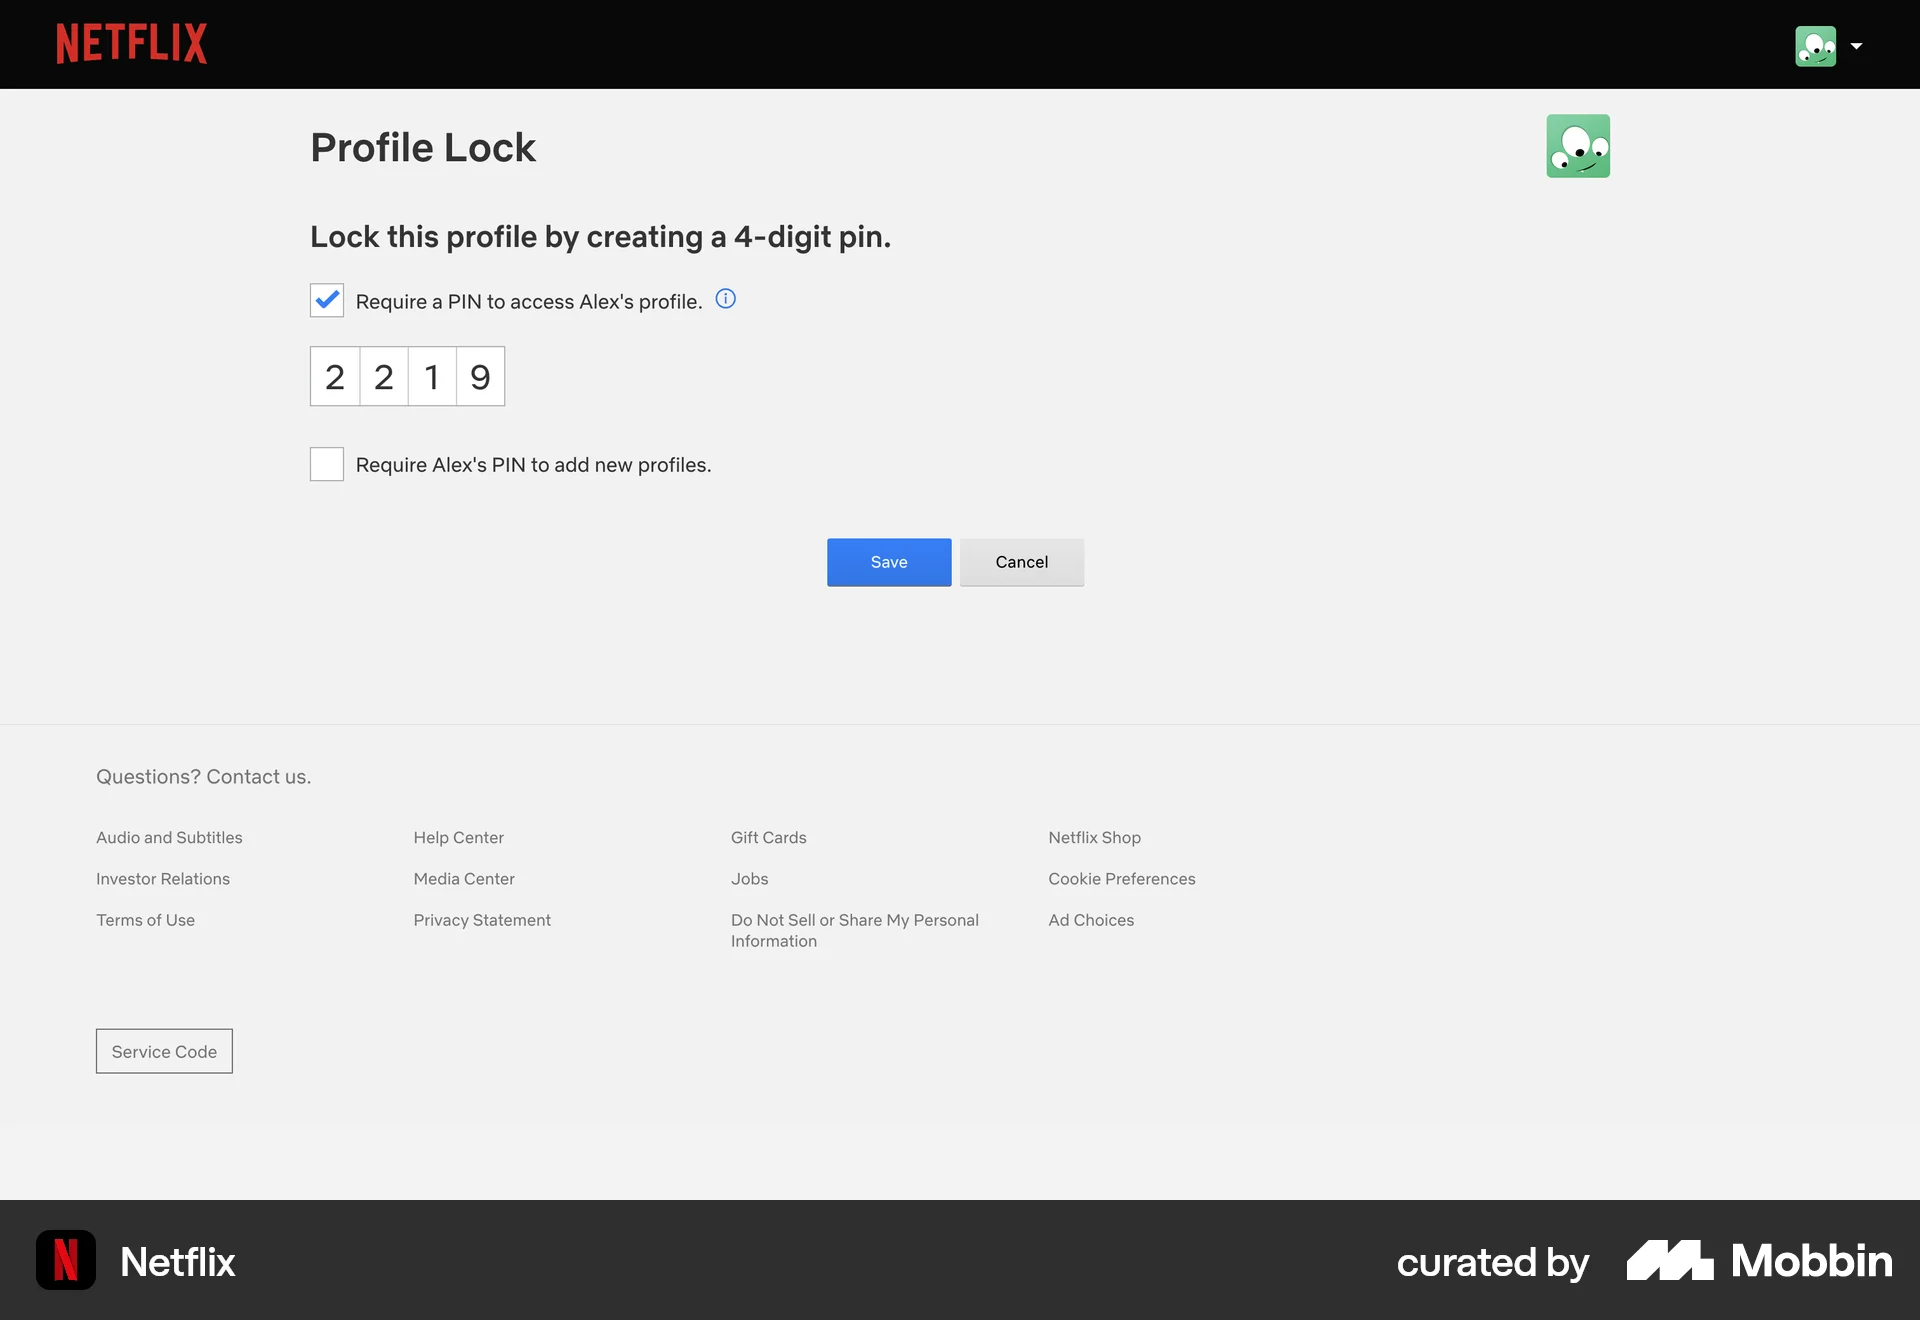 NETFLIX
Profile Lock
Lock this profile by creating a 4-digit pin.
Require a PIN to access Alex's profile.
2 2 1 9
Require Alex's PIN to add new profiles.
Save Cancel
Questions? Contact us.
Audio and Subtitles Help Center Gift Cards Netflix Shop
Investor Relations Media Center Jobs Cookie Preferences
Terms of Use Privacy Statement Do Not Sell or Share My Personal Ad Choices
Information
Service Code
N Netflix curated by Mobbin